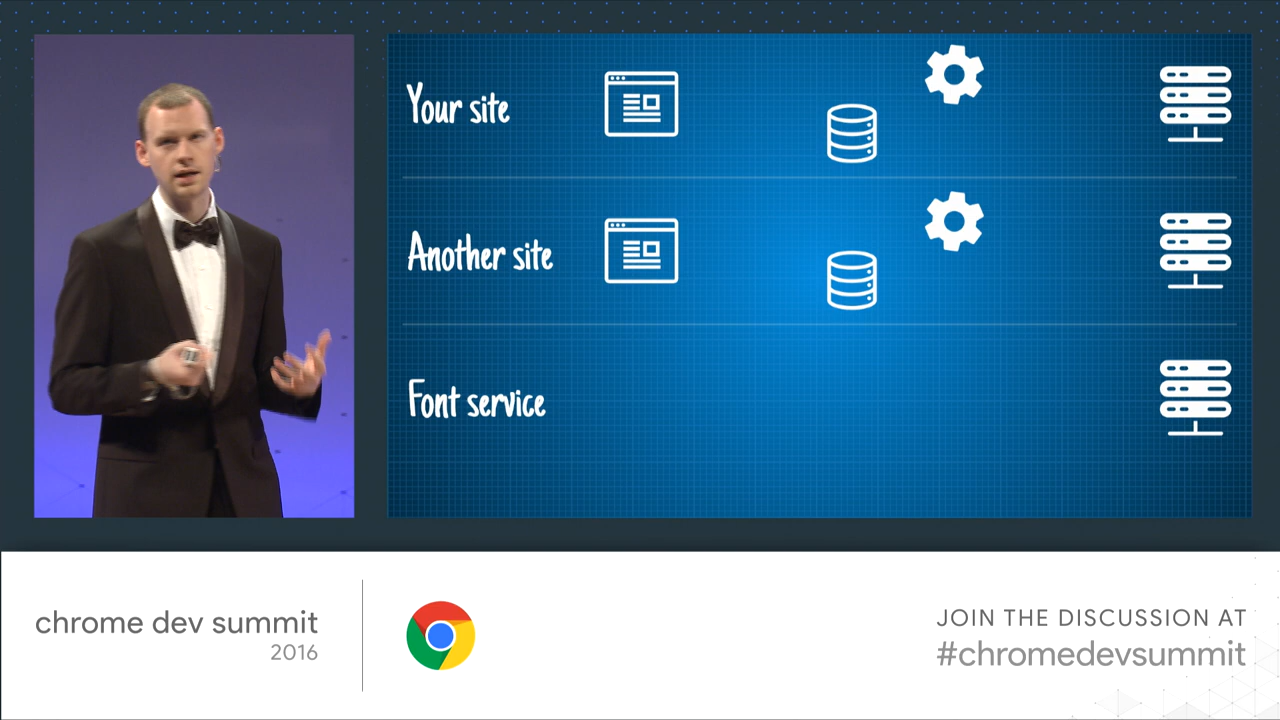 Your site
Another site
Font service
chrome dev summit
2016
JOIN THE DISCUSSION AT
#chromedevsummit